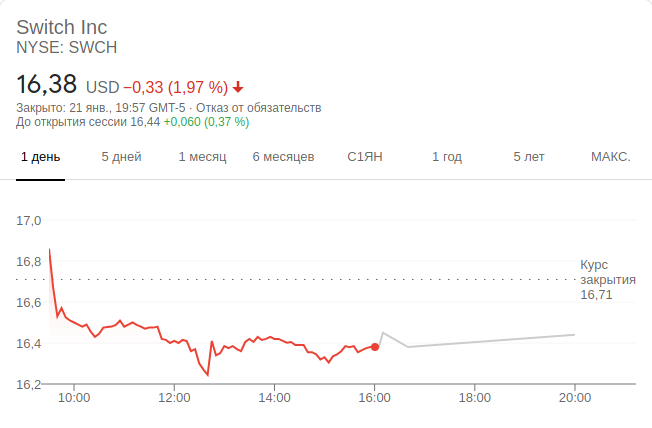 Switch Inc
NYSE: SWCH
16,38 USD −0,33 (1,97 %)
Закрыто: 21 янв., 19:57 GMT-5 · Отказ от обязательств
До открытия сессии 16,44 +0,060 (0,37 %)
1 день 5 дней 1 месяц 6 месяцев С1ЯН 1 год 5 лет МАКС.
17,0
16,8
Курс
закрытия
16,71
16,6
16,4
16,2
10:00 12:00 14:00 16:00 18:00 20:00